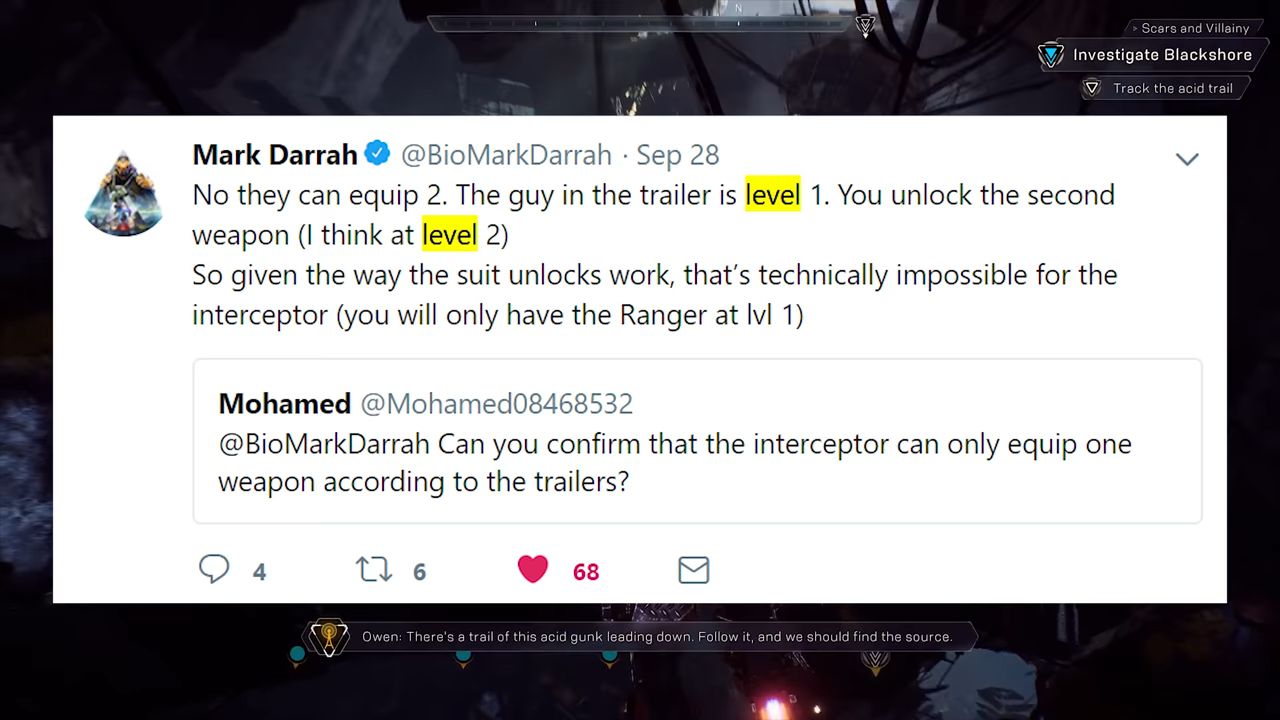 N
> Scars and Villainy
Investigate Blackshore
Track the acid trail
Mark Darrah @BioMarkDarrah · Sep 28
No they can equip 2. The guy in the trailer is level 1. You unlock the second
weapon (I think at level 2)
So given the way the suit unlocks work, that’s technically impossible for the
interceptor (you will only have the Ranger at lvl 1)
Mohamed @Mohamed08468532
@BioMarkDarrah Can you confirm that the interceptor can only equip one
weapon according to the trailers?
4 6 68
Owen: There's a trail of this acid gunk leading down. Follow it, and we should find the source.